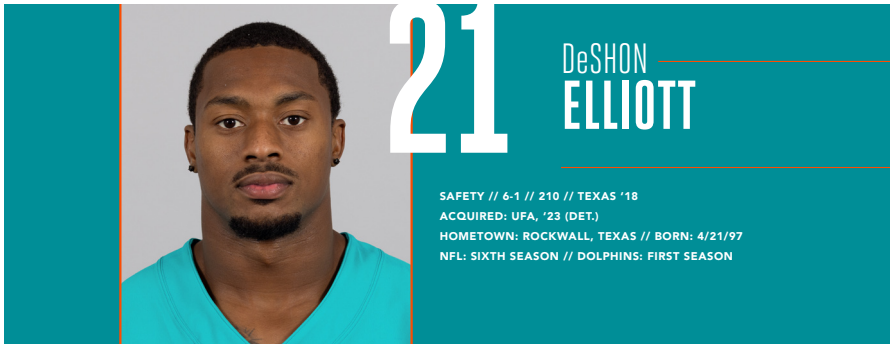 21
DeSHON
ELLIOTT
SAFETY // 6-1 // 210 // TEXAS ’18
ACQUIRED: UFA, ’23 (DET.)
HOMETOWN: ROCKWALL, TEXAS // BORN: 4/21/97
NFL: SIXTH SEASON // DOLPHINS: FIRST SEASON